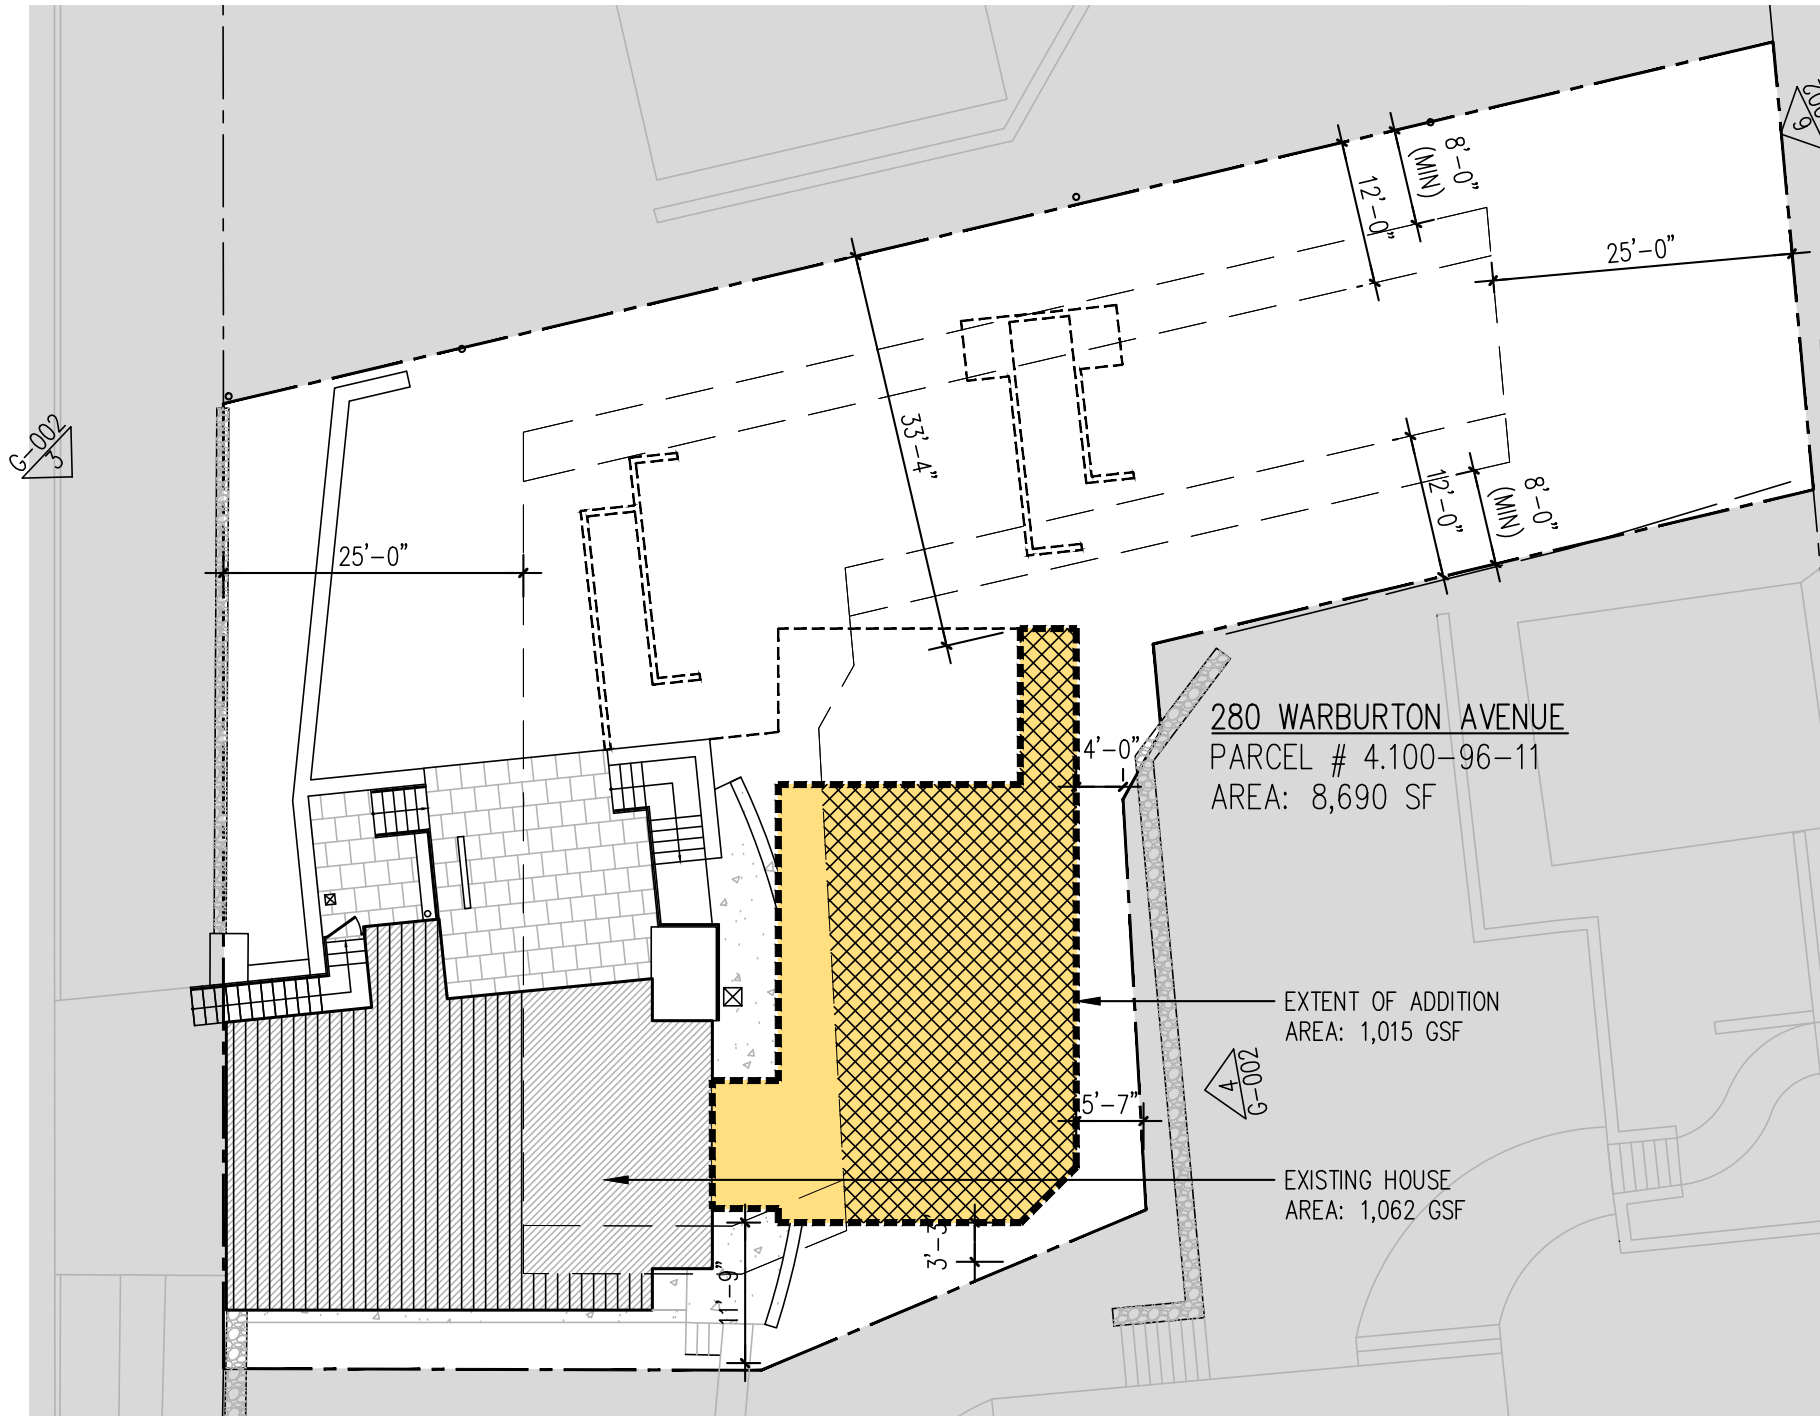 8'-0"
(MIN)
12'-0"
9
25'-0"
G-002
3
33'-4"
25'-0"
12'-0"
8'-0"
(MIN)
280 WARBURTON AVENUE
PARCEL # 4.100-96-11
AREA: 8,690 SF
4'-0"
EXTENT OF ADDITION
AREA: 1,015 GSF
4
G-002
5'-7"
EXISTING HOUSE
AREA: 1,062 GSF
11'-9"